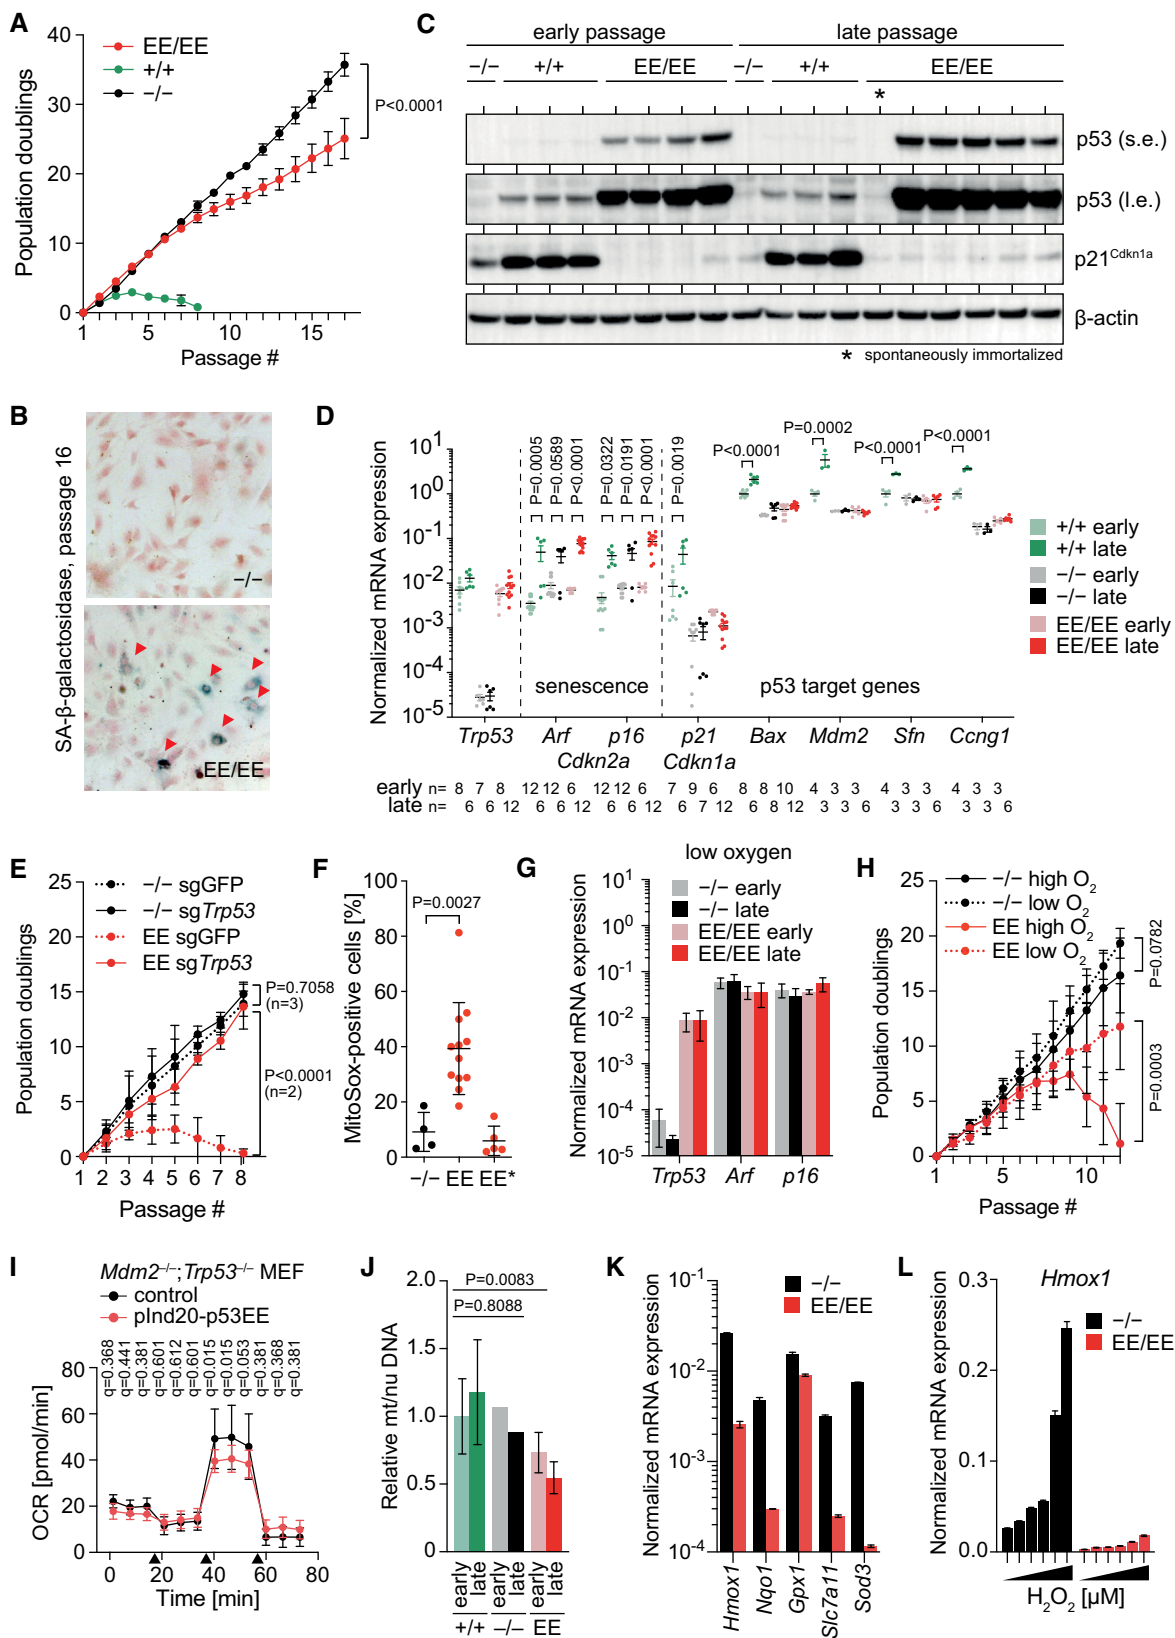 A
Population doublings
40
30
20
10
0
EE/EE
+/+
−/−
P<0.0001
1
5
10
15
Passage #
B
SA-β-galactosidase, passage 16
−/−
EE/EE
C
early passage
late passage
−/−
+/+
EE/EE
−/−
+/+
EE/EE
*
p53 (s.e.)
p53 (l.e.)
p21Cdkn1a
β-actin
* spontaneously immortalized
D
Normalized mRNA expression
10^1
10^0
10^-1
10^-2
10^-3
10^-4
10^-5
P=0.0005
P=0.0589
P<0.0001
P=0.0322
P=0.0191
P<0.0001
P=0.0019
P<0.0001
P=0.0002
P<0.0001
P<0.0001
senescence
p53 target genes
+/+ early
+/+ late
−/− early
−/− late
EE/EE early
EE/EE late
Trp53 Arf p16 p21 Bax Mdm2 Sfn Ccng1
Cdkn2a Cdkn1a
early n= 8 7 8 12 12 6 12 12 6 7 9 6 8 8 10 4 3 3 4 3 3 4 3 3
late n= 6 6 12 6 6 12 6 6 12 6 7 12 6 8 12 3 3 6 3 3 6 3 3 6
E
Population doublings
25
20
15
10
5
0
−/− sgGFP
−/− sgTrp53
EE sgGFP
EE sgTrp53
P=0.7058
(n=3)
P<0.0001
(n=2)
1 2 3 4 5 6 7 8
Passage #
F
MitoSox-positive cells [%]
100
80
60
40
20
0
P=0.0027
−/− EE EE*
G
low oxygen
Normalized mRNA expression
10^1
10^0
10^-1
10^-2
10^-3
10^-4
10^-5
−/− early
−/− late
EE/EE early
EE/EE late
Trp53 Arf p16
H
Population doublings
25
20
15
10
5
0
−/− high O2
−/− low O2
EE high O2
EE low O2
P=0.0782
P=0.0003
1 5 10
Passage #
I
Mdm2−/−;Trp53−/− MEF
control
pInd20-p53EE
q=0.368
q=0.441
q=0.381
q=0.601
q=0.612
q=0.601
q=0.015
q=0.015
q=0.053
q=0.381
q=0.368
q=0.381
OCR [pmol/min]
80
60
40
20
0
0 20 40 60 80
Time [min]
J
Relative mt/nu DNA
2.0
1.5
1.0
0.5
0
P=0.0083
P=0.8088
early
late
early
late
early
late
+/+ −/− EE
K
Normalized mRNA expression
10^-1
10^-2
10^-3
10^-4
−/−
EE/EE
Hmox1
Nqo1
Gpx1
Slc7a11
Sod3
L
Hmox1
Normalized mRNA expression
0.3
0.2
0.1
0.0
−/−
EE/EE
H2O2 [µM]